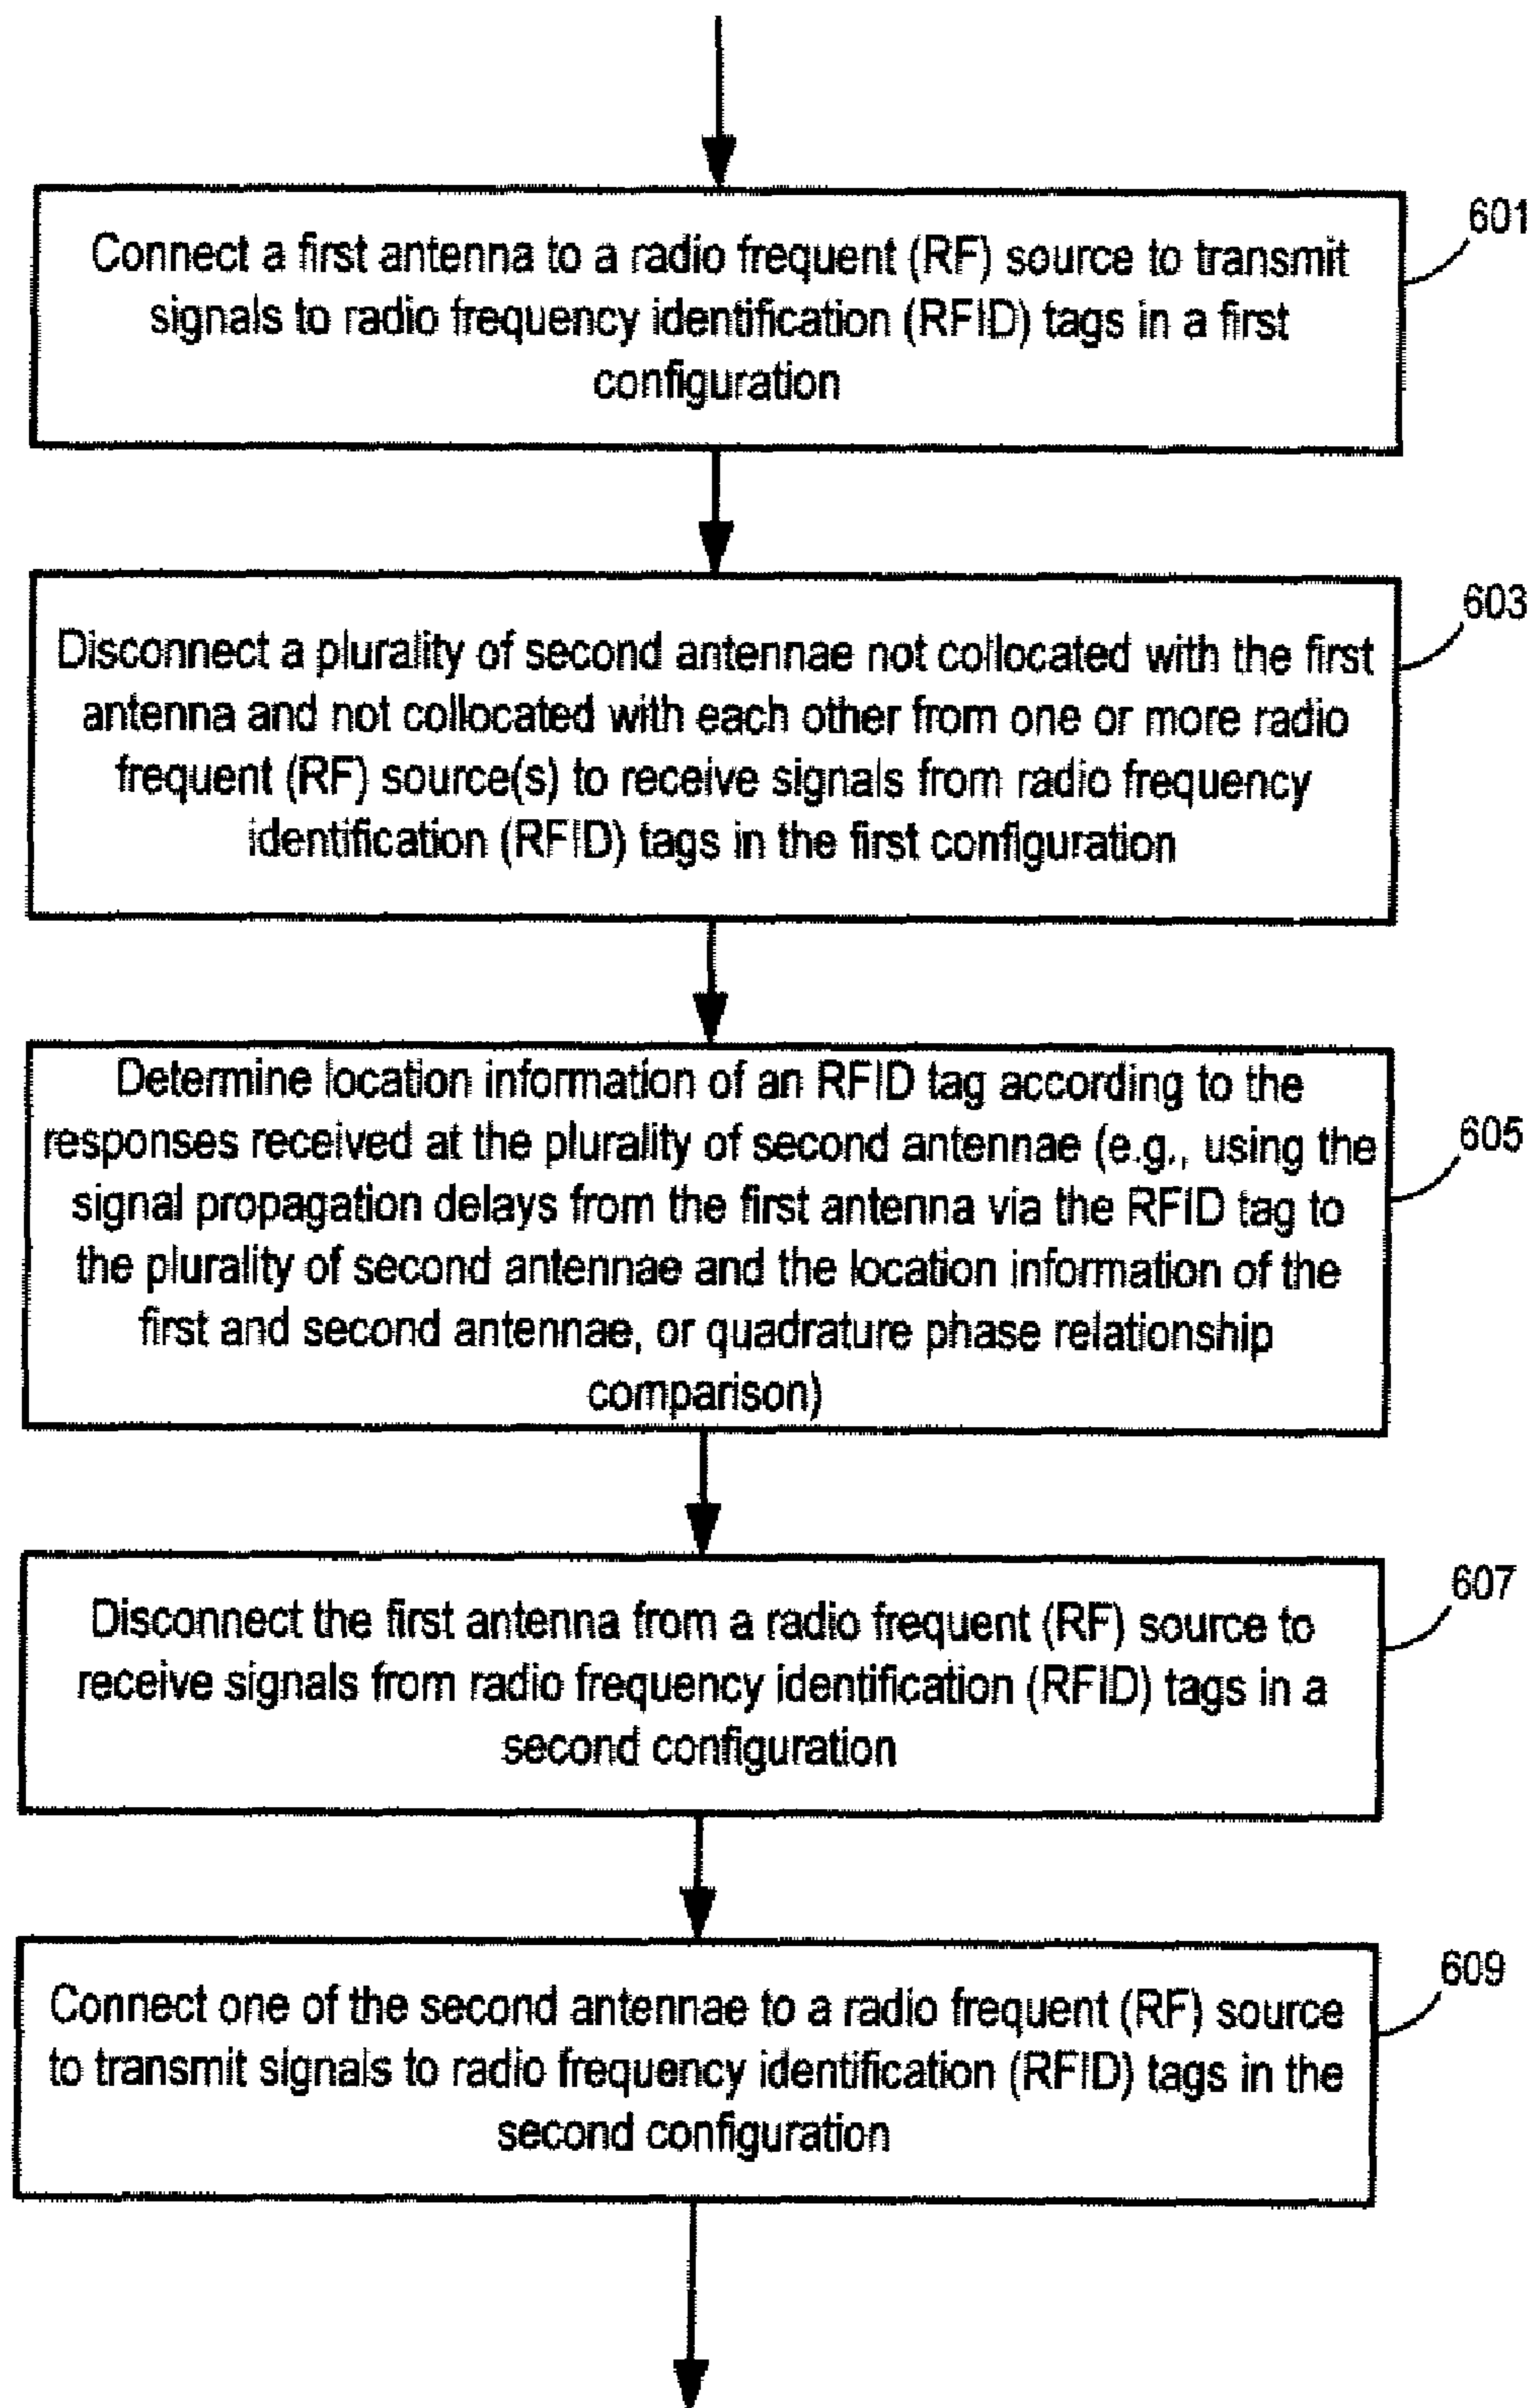 601
Connect a first antenna to a radio frequent (RF) source to transmit
signals to radio frequency identification (RFID) tags in a first
configuration
603
Disconnect a plurality of second antennae not collocated with the first
antenna and not collocated with each other from one or more radio
frequent (RF) source(s) to receive signals from radio frequency
identification (RFID) tags in the first configuration
605
Determine location information of an RFID tag according to the
responses received at the plurality of second antennae (e.g., using the
signal propagation delays from the first antenna via the RFID tag to
the plurality of second antennae and the location information of the
first and second antennae, or quadrature phase relationship
comparison)
607
Disconnect the first antenna from a radio frequent (RF) source to
receive signals from radio frequency identification (RFID) tags in a
second configuration
609
Connect one of the second antennae to a radio frequent (RF) source
to transmit signals to radio frequency identification (RFID) tags in the
second configuration